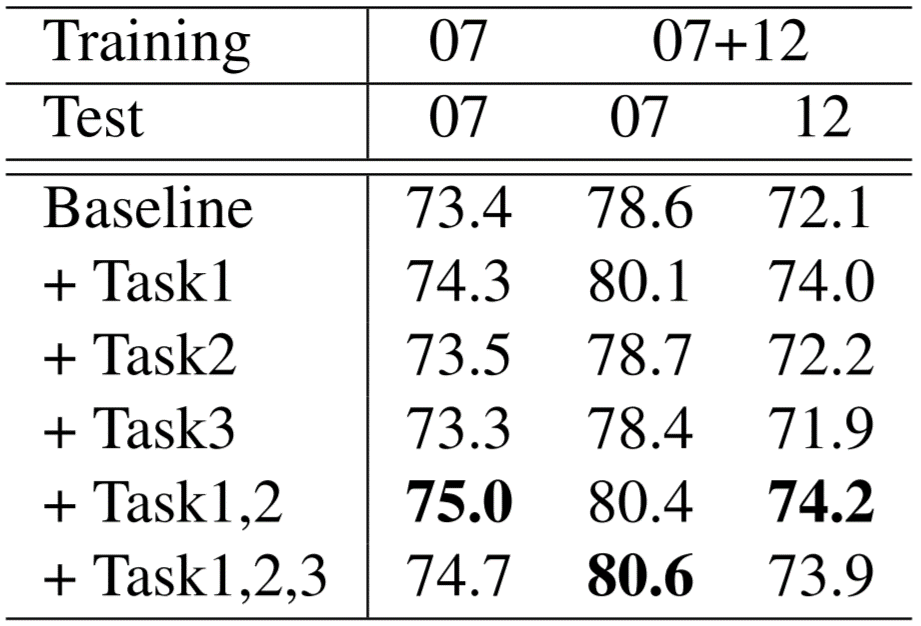 Training 07 07+12
Test 07 07 12
Baseline 73.4 78.6 72.1
+ Task1 74.3 80.1 74.0
+ Task2 73.5 78.7 72.2
+ Task3 73.3 78.4 71.9
+ Task1,2 75.0 80.4 74.2
+ Task1,2,3 74.7 80.6 73.9